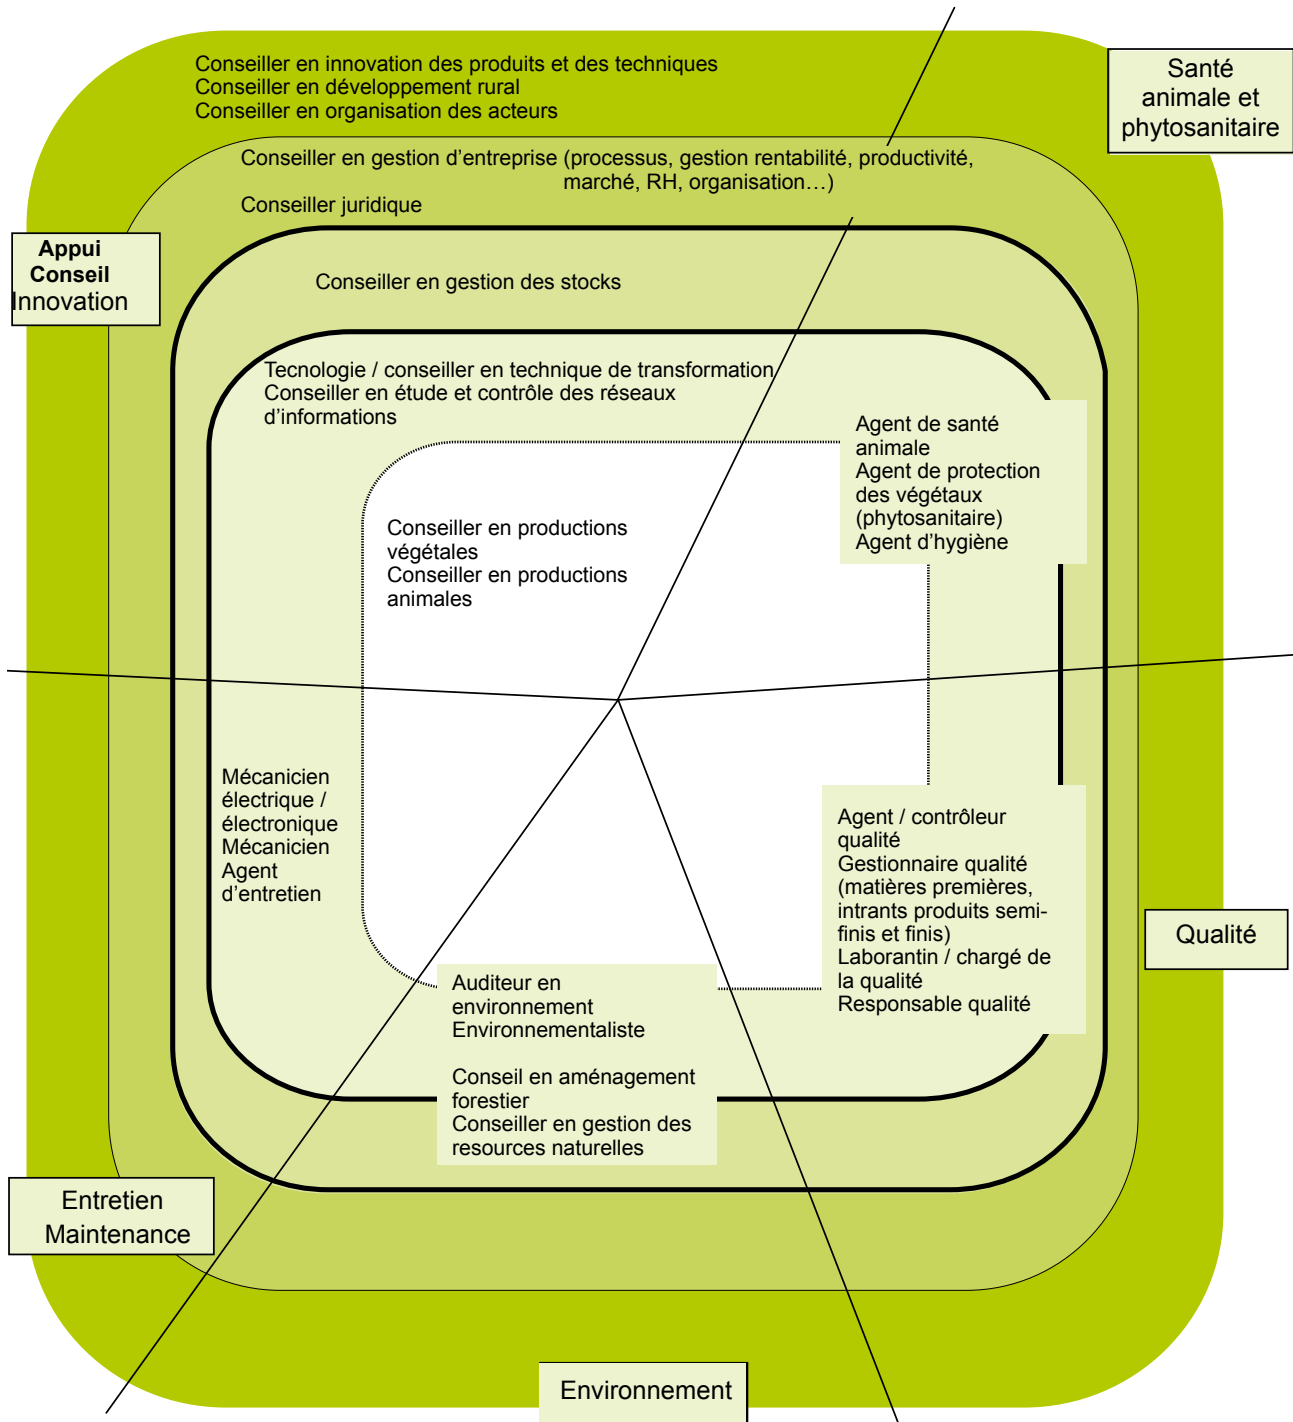 Conseiller en innovation des produits et des techniques
Conseiller en développement rural
Conseiller en organisation des acteurs
Santé
animale et
phytosanitaire
Conseiller en gestion d’entreprise (processus, gestion rentabilité, productivité,
marché, RH, organisation…)
Conseiller juridique
Appui
Conseil
Innovation
Conseiller en gestion des stocks
Tecnologie / conseiller en technique de transformation
Conseiller en étude et contrôle des réseaux
d’informations
Agent de santé
animale
Agent de protection
des végétaux
(phytosanitaire)
Agent d’hygiène
Conseiller en productions
végétales
Conseiller en productions
animales
Mécanicien
électrique /
électronique
Mécanicien
Agent
d’entretien
Agent / contrôleur
qualité
Gestionnaire qualité
(matières premières,
intrants produits semi-
finis et finis)
Laborantin / chargé de
la qualité
Responsable qualité
Qualité
Auditeur en
environnement
Environnementaliste
Conseil en aménagement
forestier
Conseiller en gestion des
resources naturelles
Entretien
Maintenance
Environnement